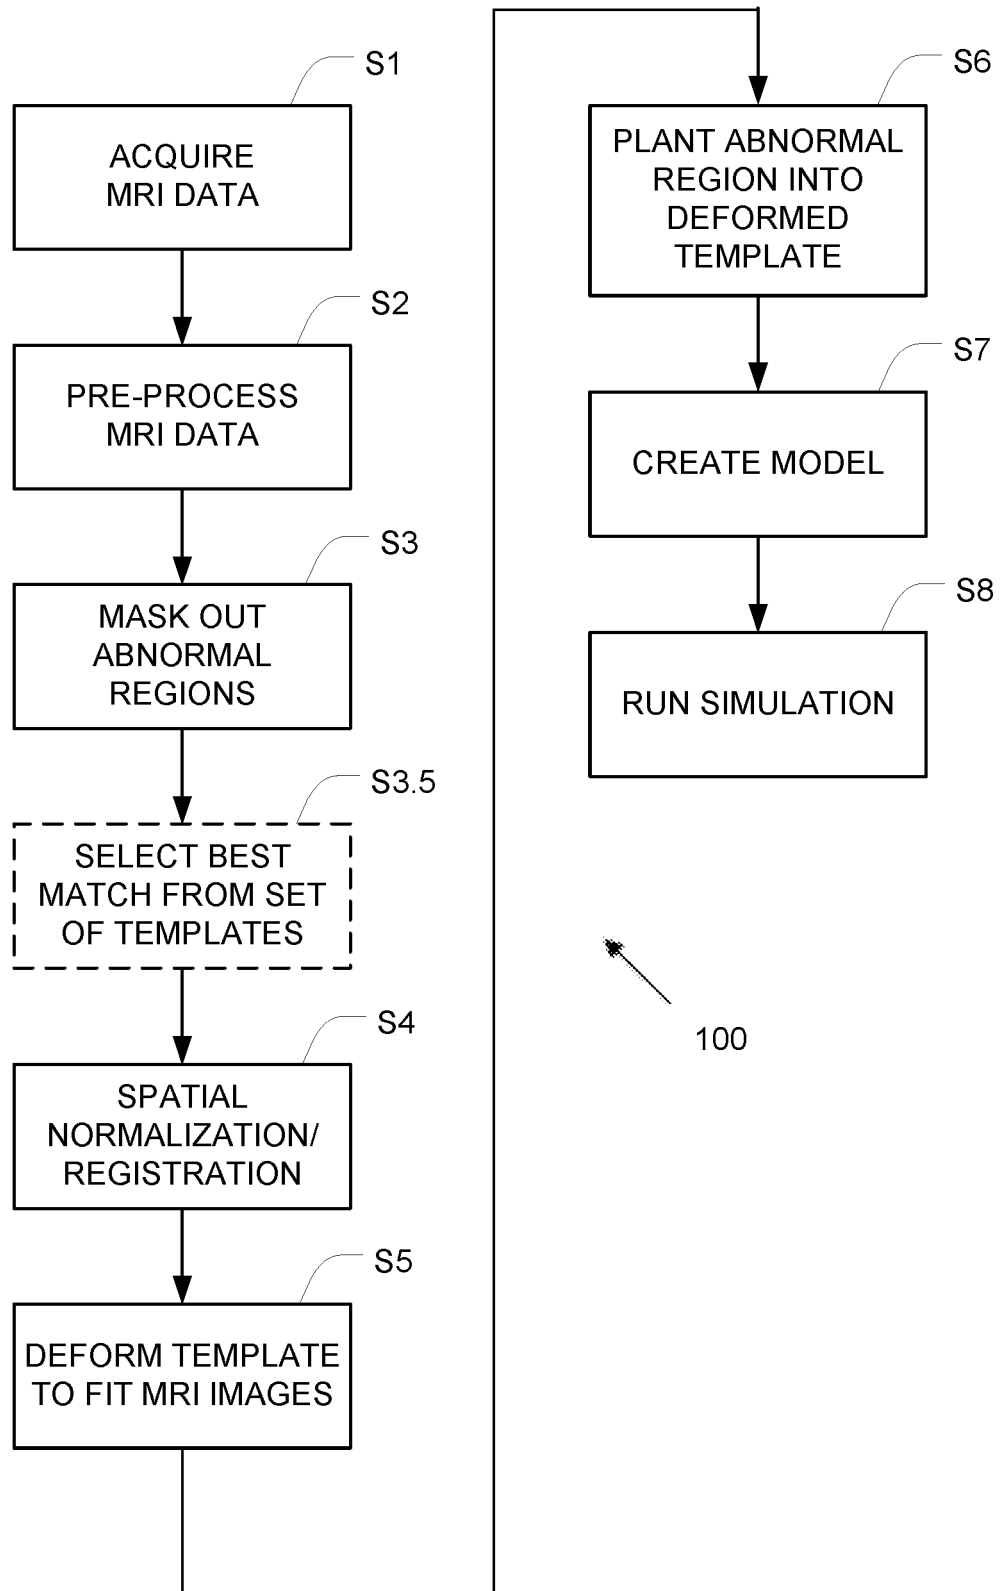 S1
ACQUIRE
MRI DATA
S2
PRE-PROCESS
MRI DATA
S3
MASK OUT
ABNORMAL
REGIONS
S3.5
SELECT BEST
MATCH FROM SET
OF TEMPLATES
S4
SPATIAL
NORMALIZATION/
REGISTRATION
S5
DEFORM TEMPLATE
TO FIT MRI IMAGES
S6
PLANT ABNORMAL
REGION INTO
DEFORMED
TEMPLATE
S7
CREATE MODEL
S8
RUN SIMULATION
100